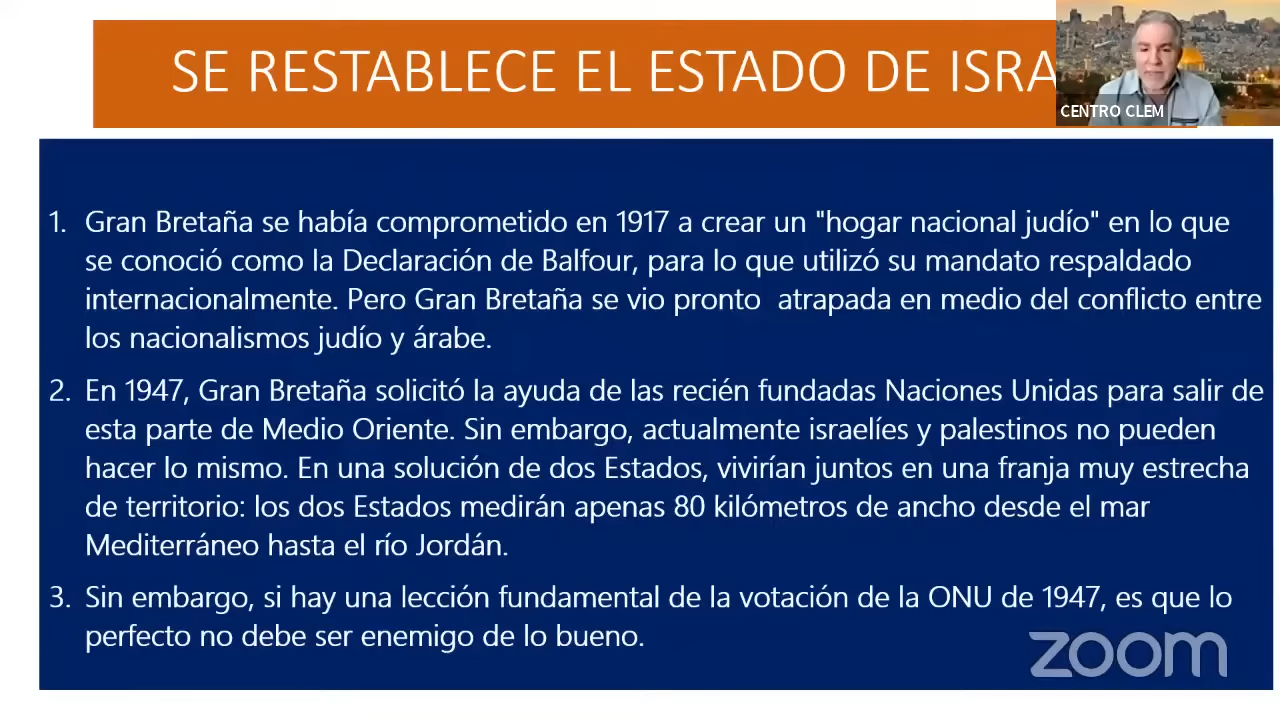 SE RESTABLECE EL ESTADO DE ISRA
CENTRO CLEM
1. Gran Bretaña se había comprometido en 1917 a crear un "hogar nacional judío" en lo que
se conoció como la Declaración de Balfour, para lo que utilizó su mandato respaldado
internacionalmente. Pero Gran Bretaña se vio pronto atrapada en medio del conflicto entre
los nacionalismos judío y árabe.
2. En 1947, Gran Bretaña solicitó la ayuda de las recién fundadas Naciones Unidas para salir de
esta parte de Medio Oriente. Sin embargo, actualmente israelíes y palestinos no pueden
hacer lo mismo. En una solución de dos Estados, vivirían juntos en una franja muy estrecha
de territorio: los dos Estados medirán apenas 80 kilómetros de ancho desde el mar
Mediterráneo hasta el río Jordán.
3. Sin embargo, si hay una lección fundamental de la votación de la ONU de 1947, es que lo
perfecto no debe ser enemigo de lo bueno.
zoom